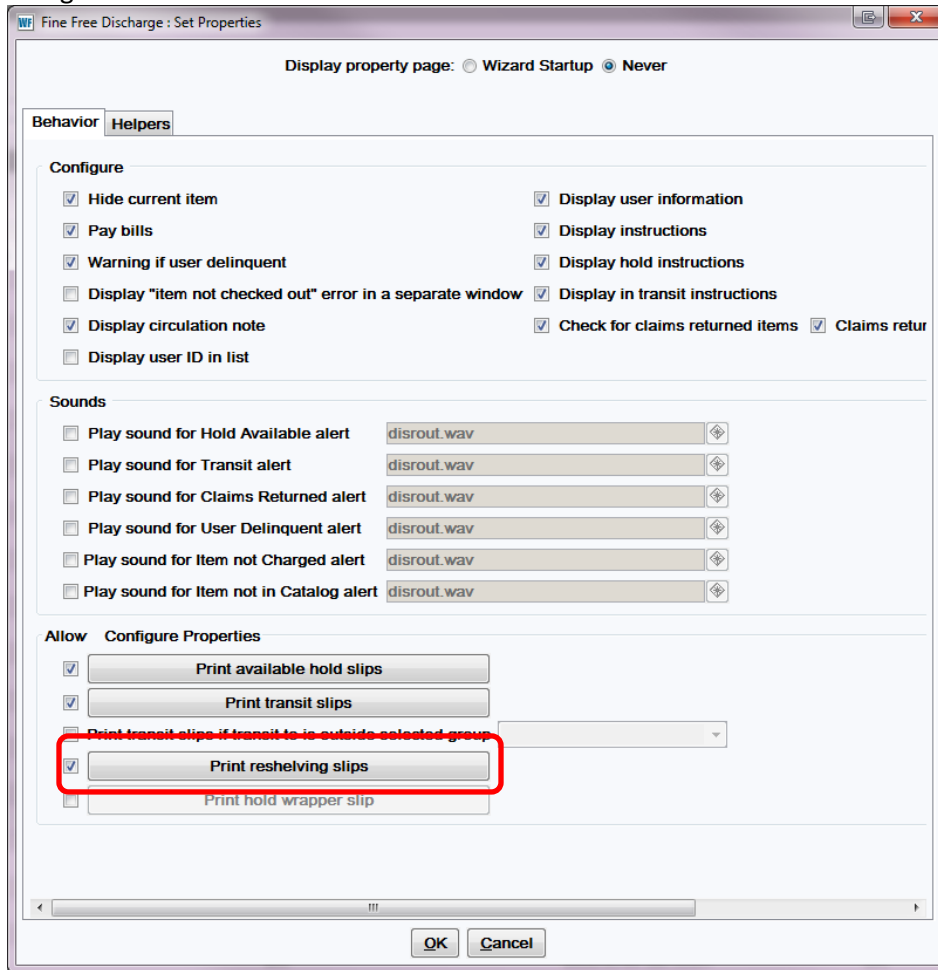 WF Fine Free Discharge : Set Properties
Display property page: Wizard Startup Never
Behavior Helpers
Configure
Hide current item Display user information
Pay bills Display instructions
Warning if user delinquent Display hold instructions
Display "item not checked out" error in a separate window Display in transit instructions
Display circulation note Check for claims returned items Claims retur
Display user ID in list
Sounds
Play sound for Hold Available alert disrout.wav
Play sound for Transit alert disrout.wav
Play sound for Claims Returned alert disrout.wav
Play sound for User Delinquent alert disrout.wav
Play sound for Item not Charged alert disrout.wav
Play sound for Item not in Catalog alert disrout.wav
Allow Configure Properties
Print available hold slips
Print transit slips
Print transit slips if transit to is outside selected group
Print reshelving slips
Print hold wrapper slip
OK Cancel